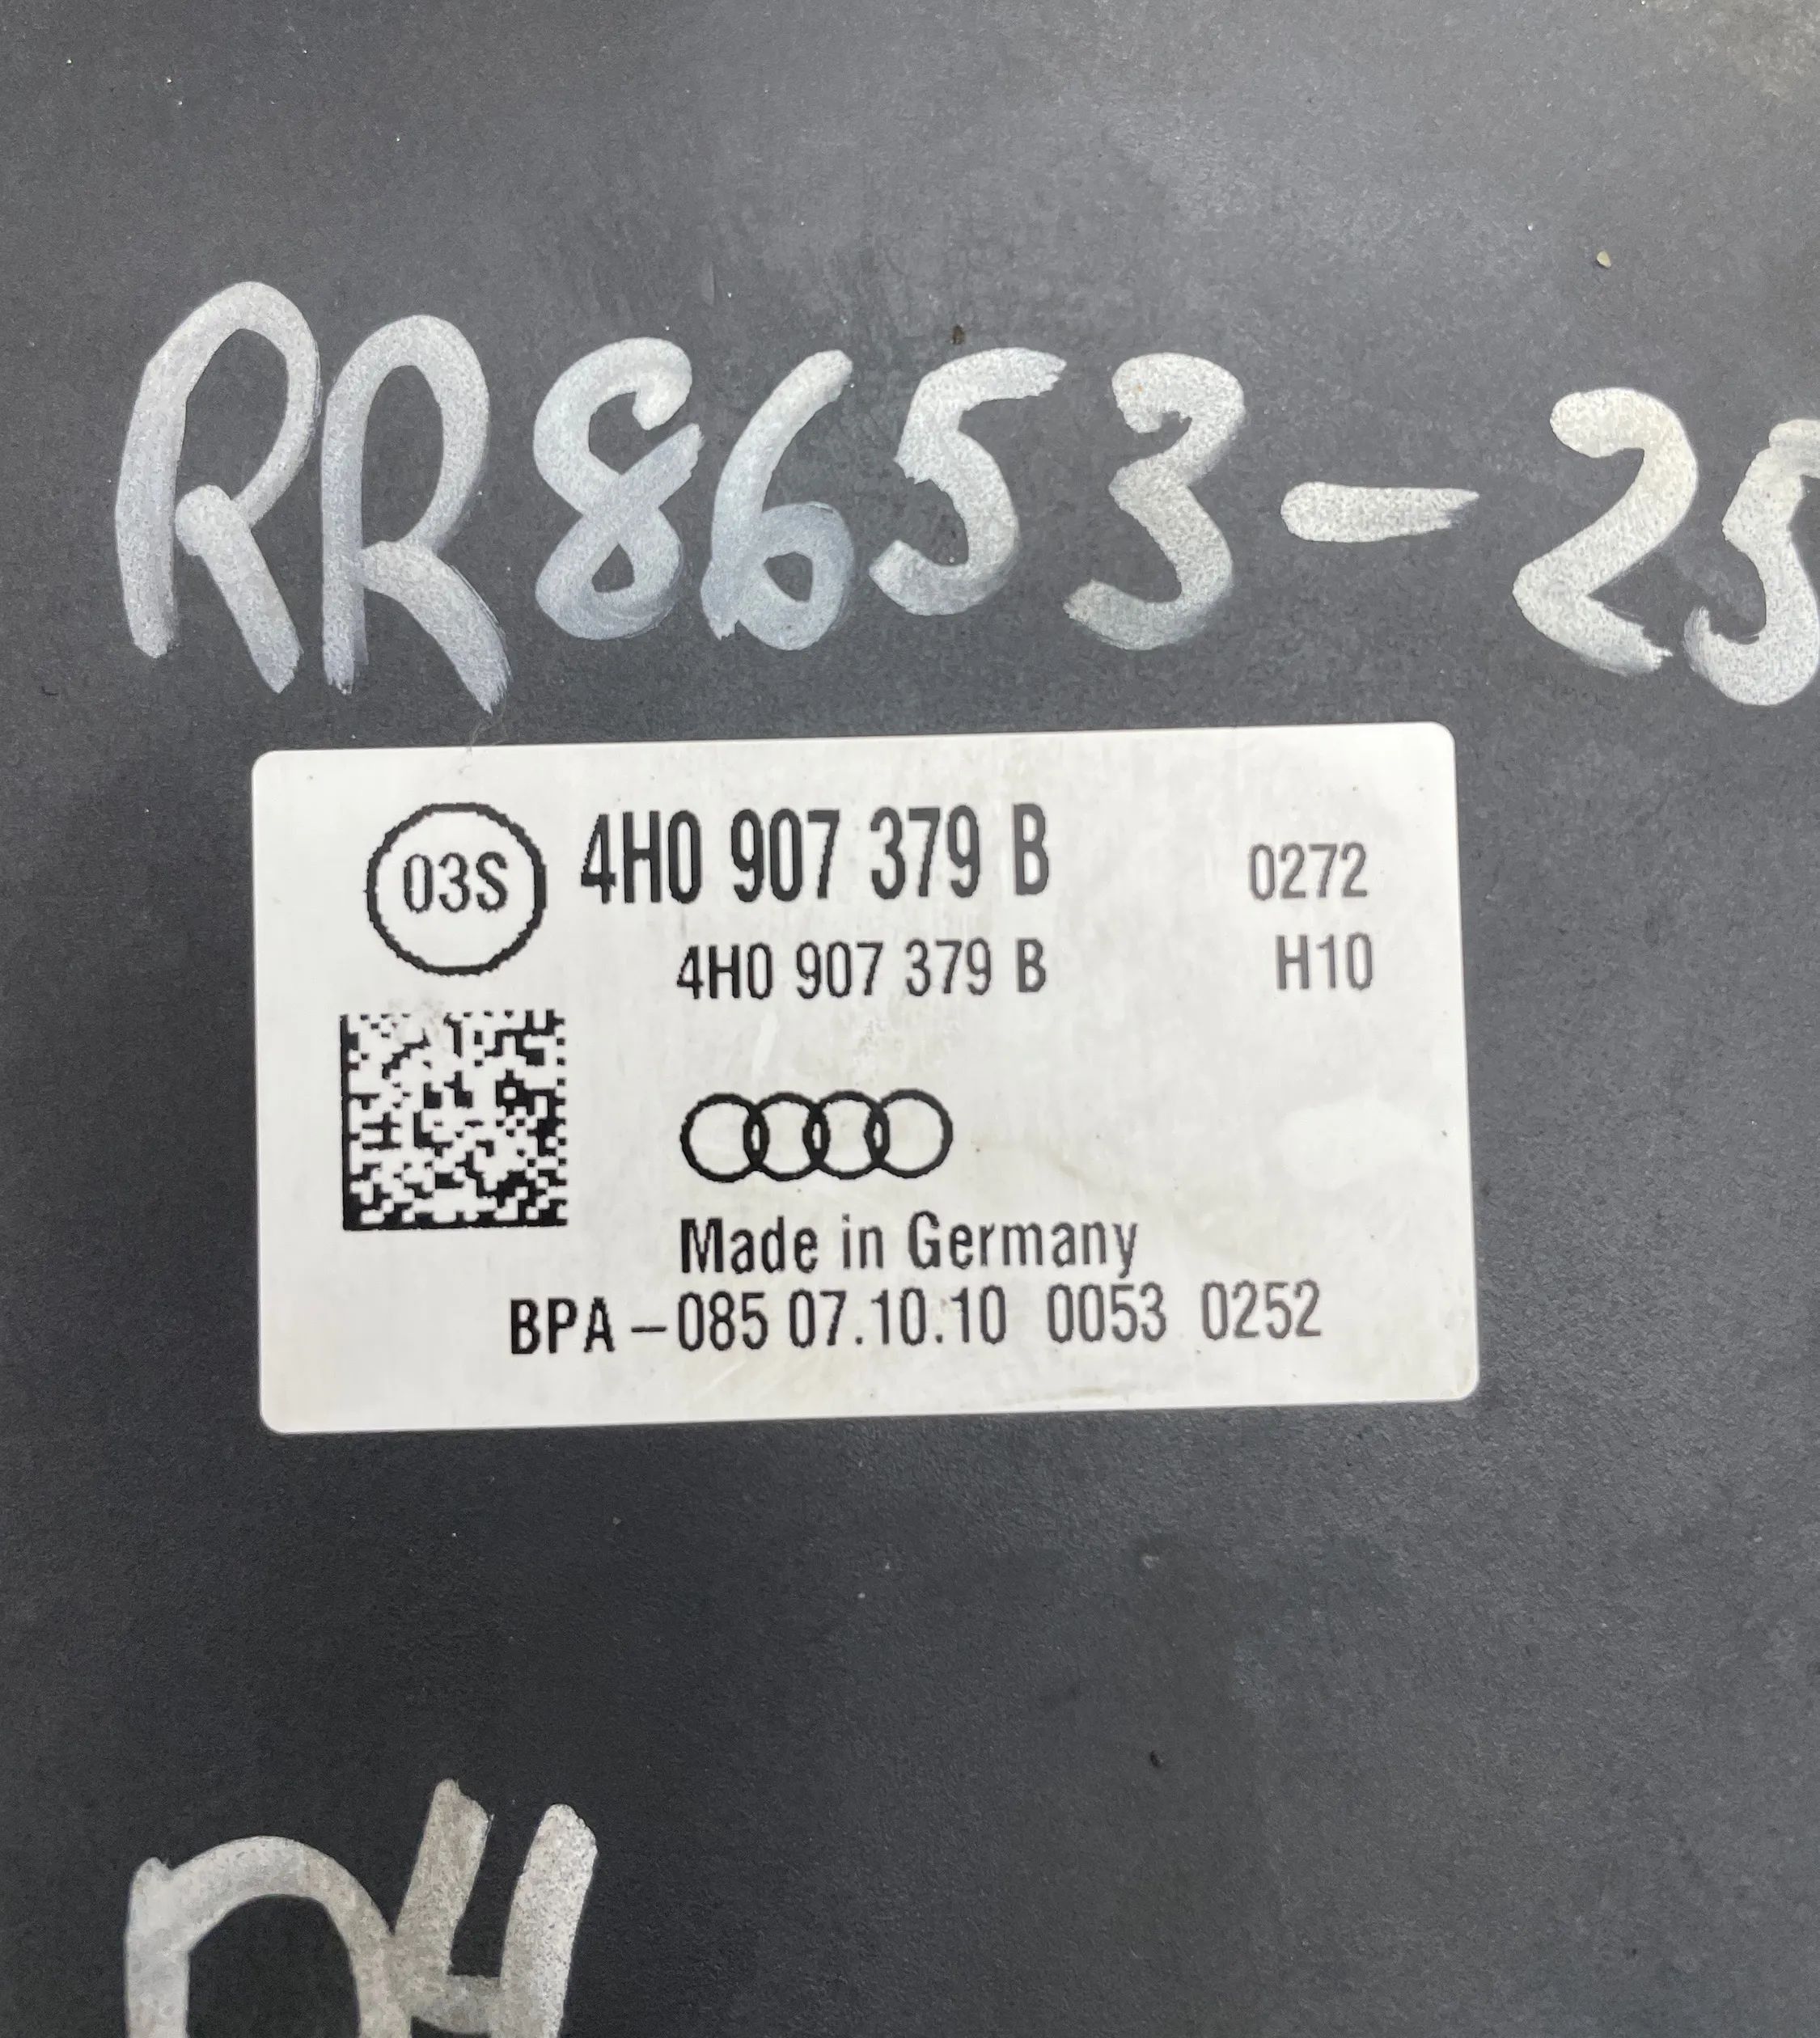 RR8653-25
03S 4H0 907 379 B 0272
4H0 907 379 B H10
Made in Germany
BPA -085 07.10.10 0053 0252
D4